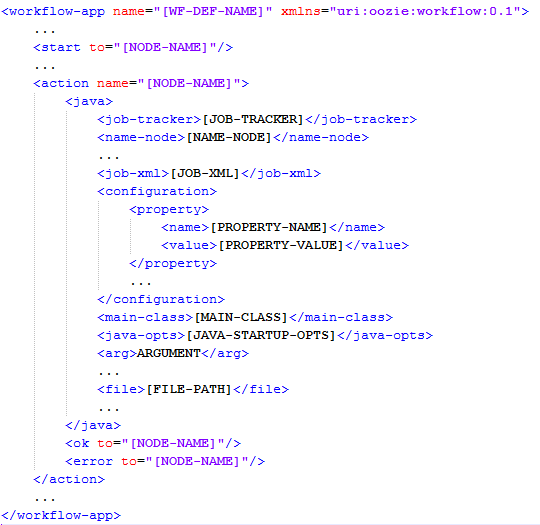 <workflow-app name="[WF-DEF-NAME]" xmlns="uri:oozie:workflow:0.1">
...
<start to="[NODE-NAME]"/>
...
<action name="[NODE-NAME]">
<java>
<job-tracker>[JOB-TRACKER]</job-tracker>
<name-node>[NAME-NODE]</name-node>
...
<job-xml>[JOB-XML]</job-xml>
<configuration>
<property>
<name>[PROPERTY-NAME]</name>
<value>[PROPERTY-VALUE]</value>
</property>
...
</configuration>
<main-class>[MAIN-CLASS]</main-class>
<java-opts>[JAVA-STARTUP-OPTS]</java-opts>
<arg>ARGUMENT</arg>
...
<file>[FILE-PATH]</file>
...
</java>
<ok to="[NODE-NAME]"/>
<error to="[NODE-NAME]"/>
</action>
...
</workflow-app>